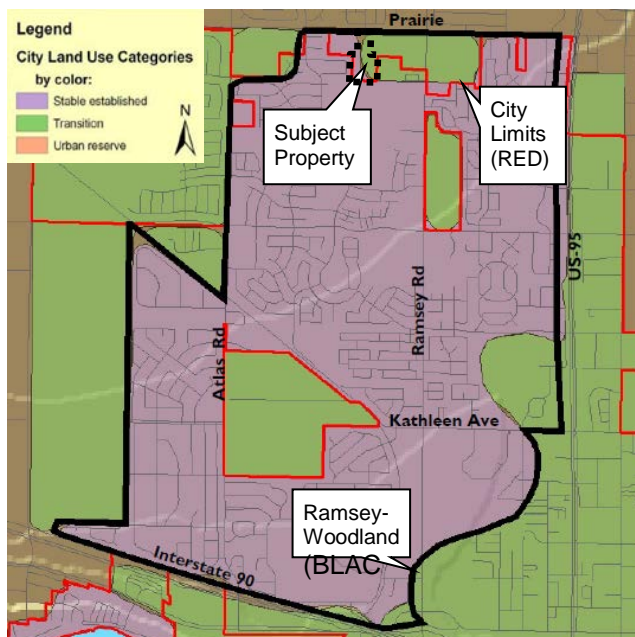 Legend
City Land Use Categories
by color:
Stable established
Transition
Urban reserve
N
Prairie
Subject
Property
City
Limits
(RED)
US-95
Ramsey Rd
Atlas Rd
Kathleen Ave
Ramsey-
Woodland
(BLAC
Interstate 90